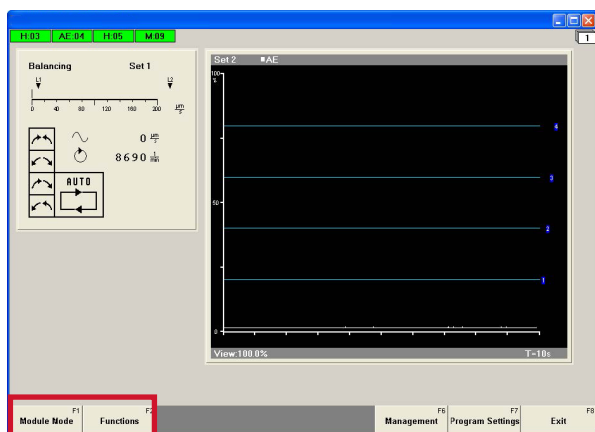 H:03 AE:04 H:05 M:09
1
Balancing Set 1
L1 L2
0 40 80 120 160 200 µm/s
0 µm/s
8690 1/min
AUTO
Set 2 AE
100-
%
4
3
50-
2
1
0
View:100.0% T=10s
F1 F2 F6 F7 F8
Module Mode Functions Management Program Settings Exit